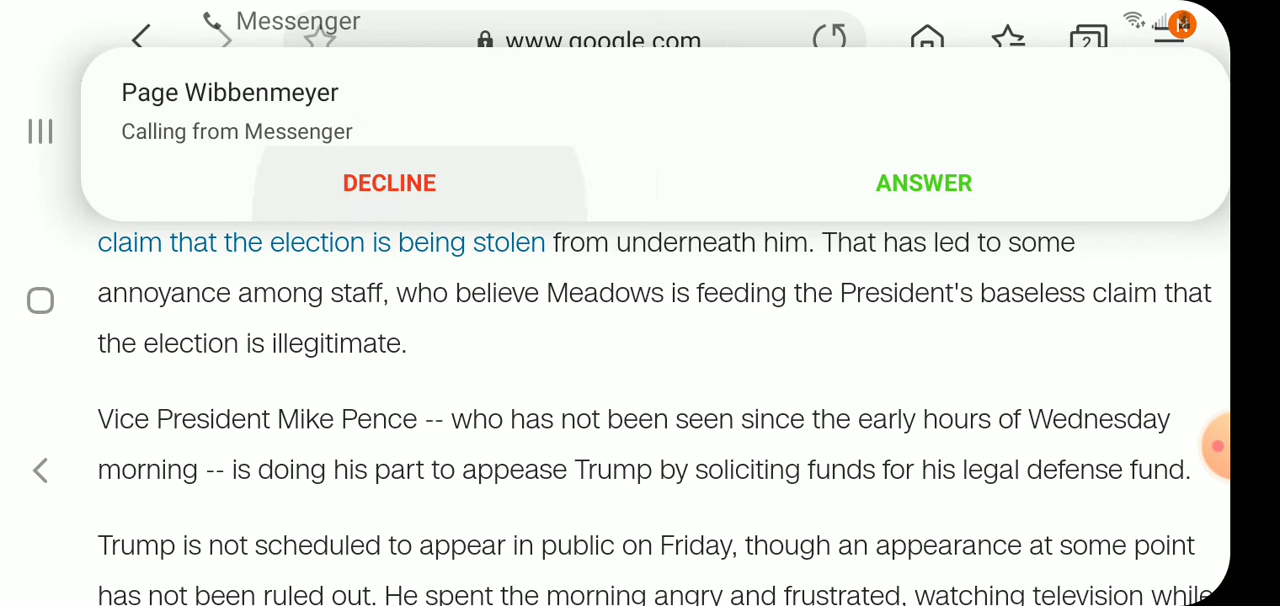 Messenger
www.google.com
2
M
Page Wibbenmeyer
Calling from Messenger
DECLINE
ANSWER
claim that the election is being stolen from underneath him. That has led to some
annoyance among staff, who believe Meadows is feeding the President's baseless claim that
the election is illegitimate.
Vice President Mike Pence -- who has not been seen since the early hours of Wednesday
morning -- is doing his part to appease Trump by soliciting funds for his legal defense fund.
Trump is not scheduled to appear in public on Friday, though an appearance at some point
has not been ruled out. He spent the morning angry and frustrated, watching television while